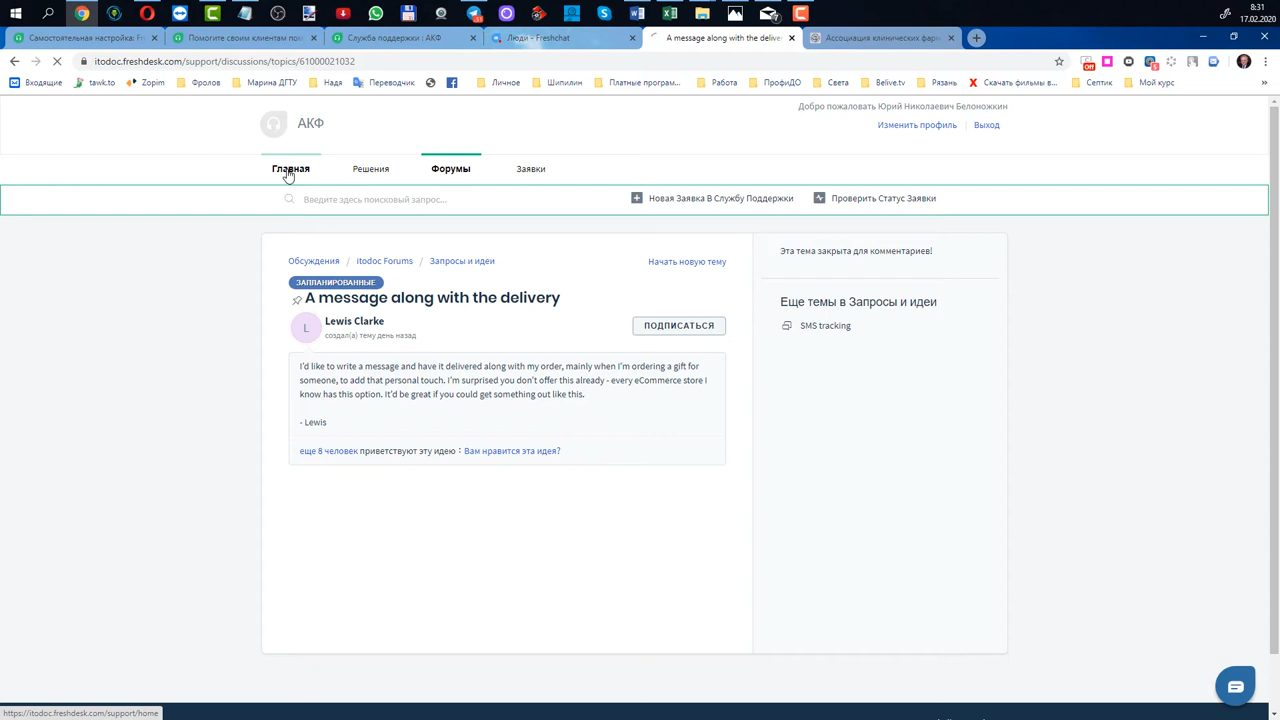 8:31
17.02.2020
Самостоятельная настройка: Fr
Помогите своим клиентам пом
Служба поддержки : АКФ
Люди - Freshchat
A message along with the delive
Ассоциация клинических фарм
itodoc.freshdesk.com/support/discussions/topics/61000021032
Входящие
tawk.to
Zopim
Фролов
Марина ДГТУ
Надя
Переводчик
Личное
Шипилин
Платные програм...
Работа
ПрофиДО
Света
Belive.tv
Рязань
Скачать фильмы в...
Септик
Мой курс
Добро пожаловать Юрий Николаевич Белоножкин
АКФ
Изменить профиль
Выход
Главная
Решения
Форумы
Заявки
Введите здесь поисковый запрос...
Новая Заявка В Службу Поддержки
Проверить Статус Заявки
Обсуждения / itodoc Forums / Запросы и идеи
Начать новую тему
ЗАПЛАНИРОВАННЫЕ
A message along with the delivery
L
Lewis Clarke
создал(а) тему день назад
ПОДПИСАТЬСЯ
I'd like to write a message and have it delivered along with my order, mainly when I'm ordering a gift for
someone, to add that personal touch. I'm surprised you don't offer this already - every eCommerce store I
know has this option. It'd be great if you could get something out like this.
- Lewis
еще 8 человек приветствуют эту идею : Вам нравится эта идея?
Эта тема закрыта для комментариев!
Еще темы в Запросы и идеи
SMS tracking
https://itodoc.freshdesk.com/support/home